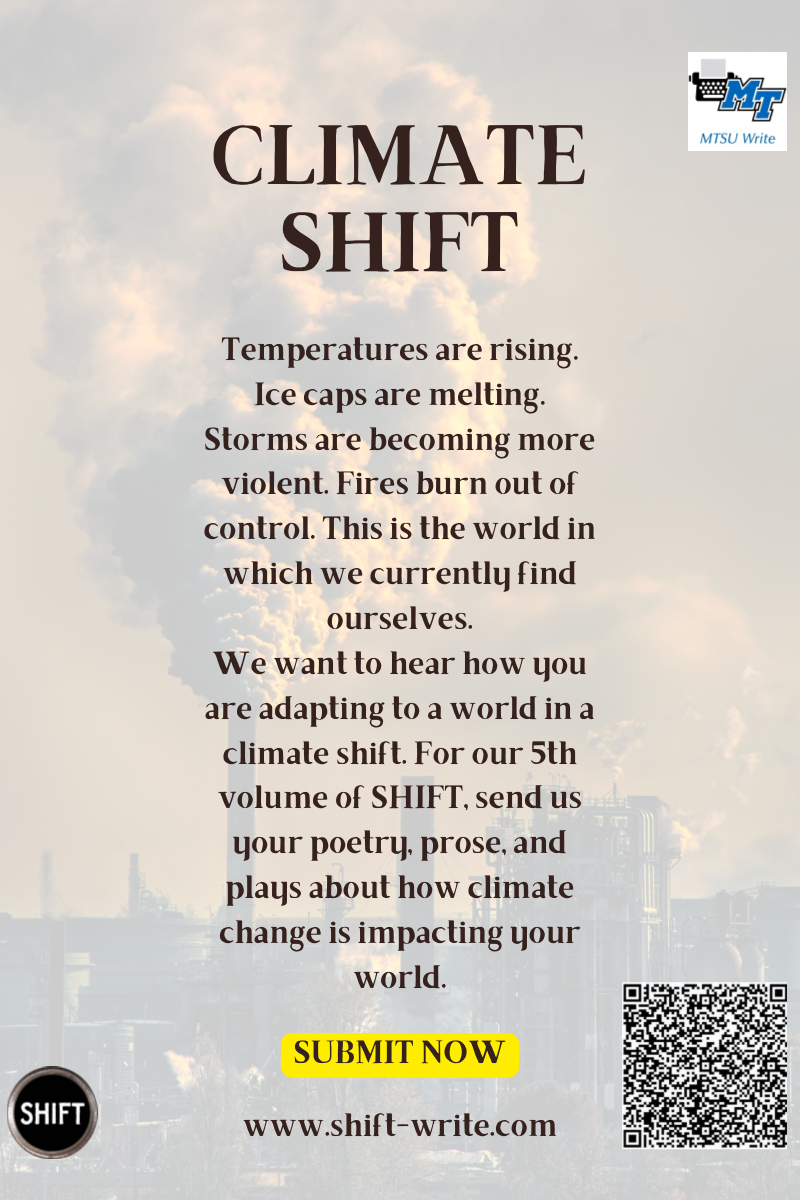 MT
MTSU Write
CLIMATE
SHIFT
Temperatures are rising.
Ice caps are melting.
Storms are becoming more
violent. Fires burn out of
control. This is the world in
which we currently find
ourselves.
We want to hear how you
are adapting to a world in a
climate shift. For our 5th
volume of SHIFT, send us
your poetry, prose, and
plays about how climate
change is impacting your
world.
SUBMIT NOW
SHIFT
www.shift-write.com